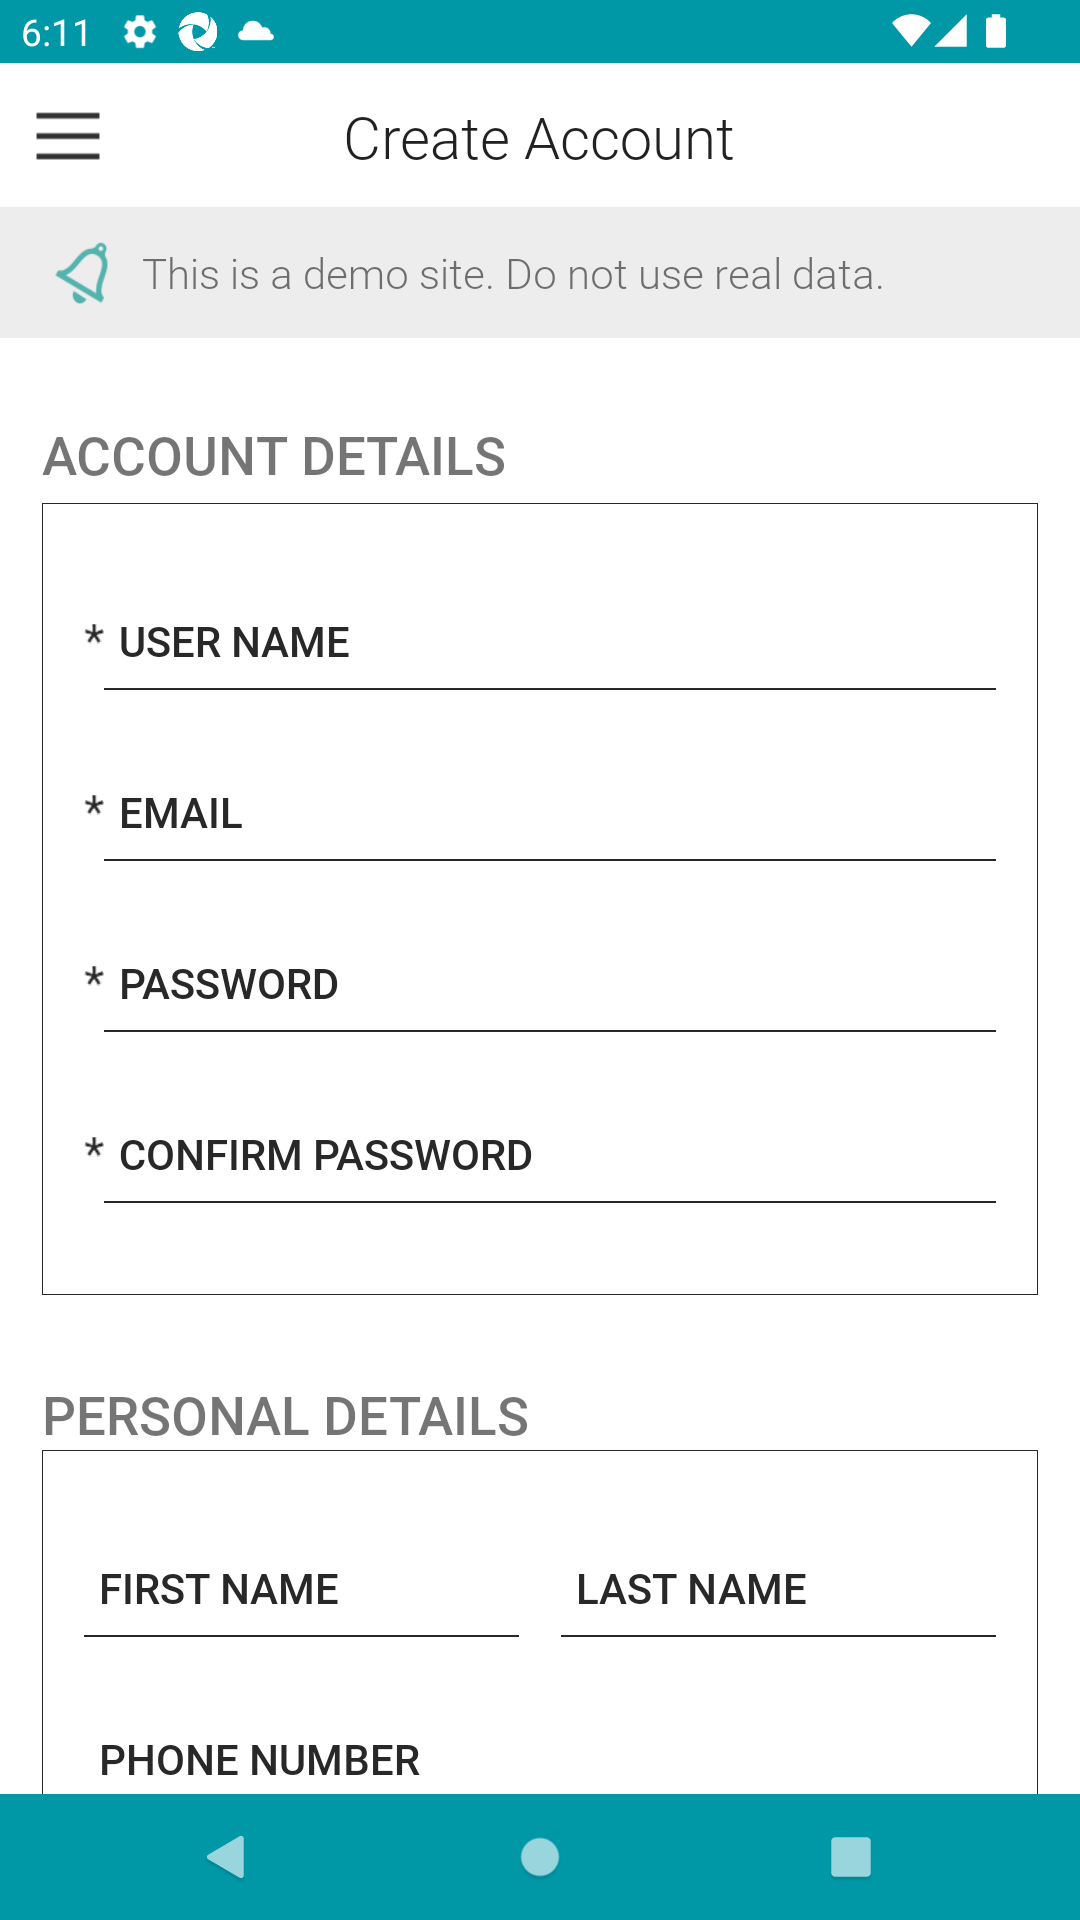 6:11
Create Account
This is a demo site. Do not use real data.
ACCOUNT DETAILS
* USER NAME
* EMAIL
* PASSWORD
* CONFIRM PASSWORD
PERSONAL DETAILS
FIRST NAME LAST NAME
PHONE NUMBER